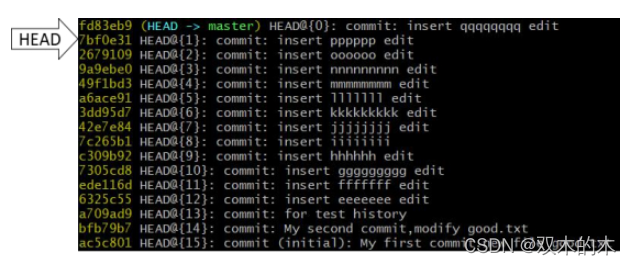 fd83eb9 (HEAD -> master) HEAD@{0}: commit: insert qqqqqqqq edit
HEAD
7bf0e31 HEAD@{1}: commit: insert pppppp edit
2679109 HEAD@{2}: commit: insert oooooo edit
9a9ebe0 HEAD@{3}: commit: insert nnnnnnnnn edit
49f1bd3 HEAD@{4}: commit: insert mmmmmmmmm edit
a6ace91 HEAD@{5}: commit: insert lllllll edit
3dd95d7 HEAD@{6}: commit: insert kkkkkkkkk edit
42e7e84 HEAD@{7}: commit: insert jjjjjjjj edit
7c265b1 HEAD@{8}: commit: insert iiiiiiii
c309b92 HEAD@{9}: commit: insert hhhhhh edit
7305cd8 HEAD@{10}: commit: insert ggggggggg edit
ede116d HEAD@{11}: commit: insert fffffff edit
6325c55 HEAD@{12}: commit: insert eeeeeee edit
a709ad9 HEAD@{13}: commit: for test history
bfb79b7 HEAD@{14}: commit: My second commit,modify good.txt
ac5c801 HEAD@{15}: commit (initial): My first commit
CSDN @双木的木